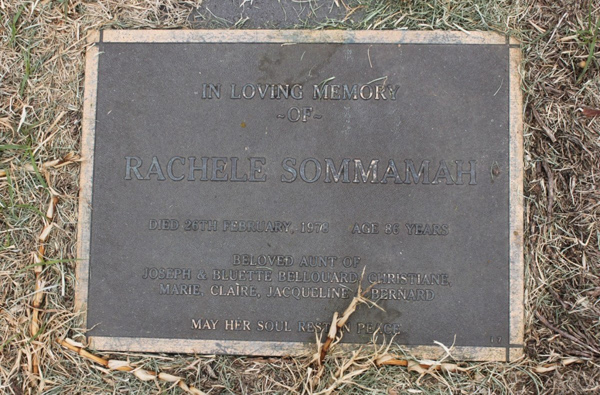 IN LOVING MEMORY
~OF~
RACHELE SOMMAMAH
DIED 26TH FEBRUARY, 1978 AGE 86 YEARS
BELOVED AUNT OF
JOSEPH & BLUETTE BELLOUARD, CHRISTIANE,
MARIE CLAIRE, JACQUELINE, BERNARD
MAY HER SOUL REST IN PEACE